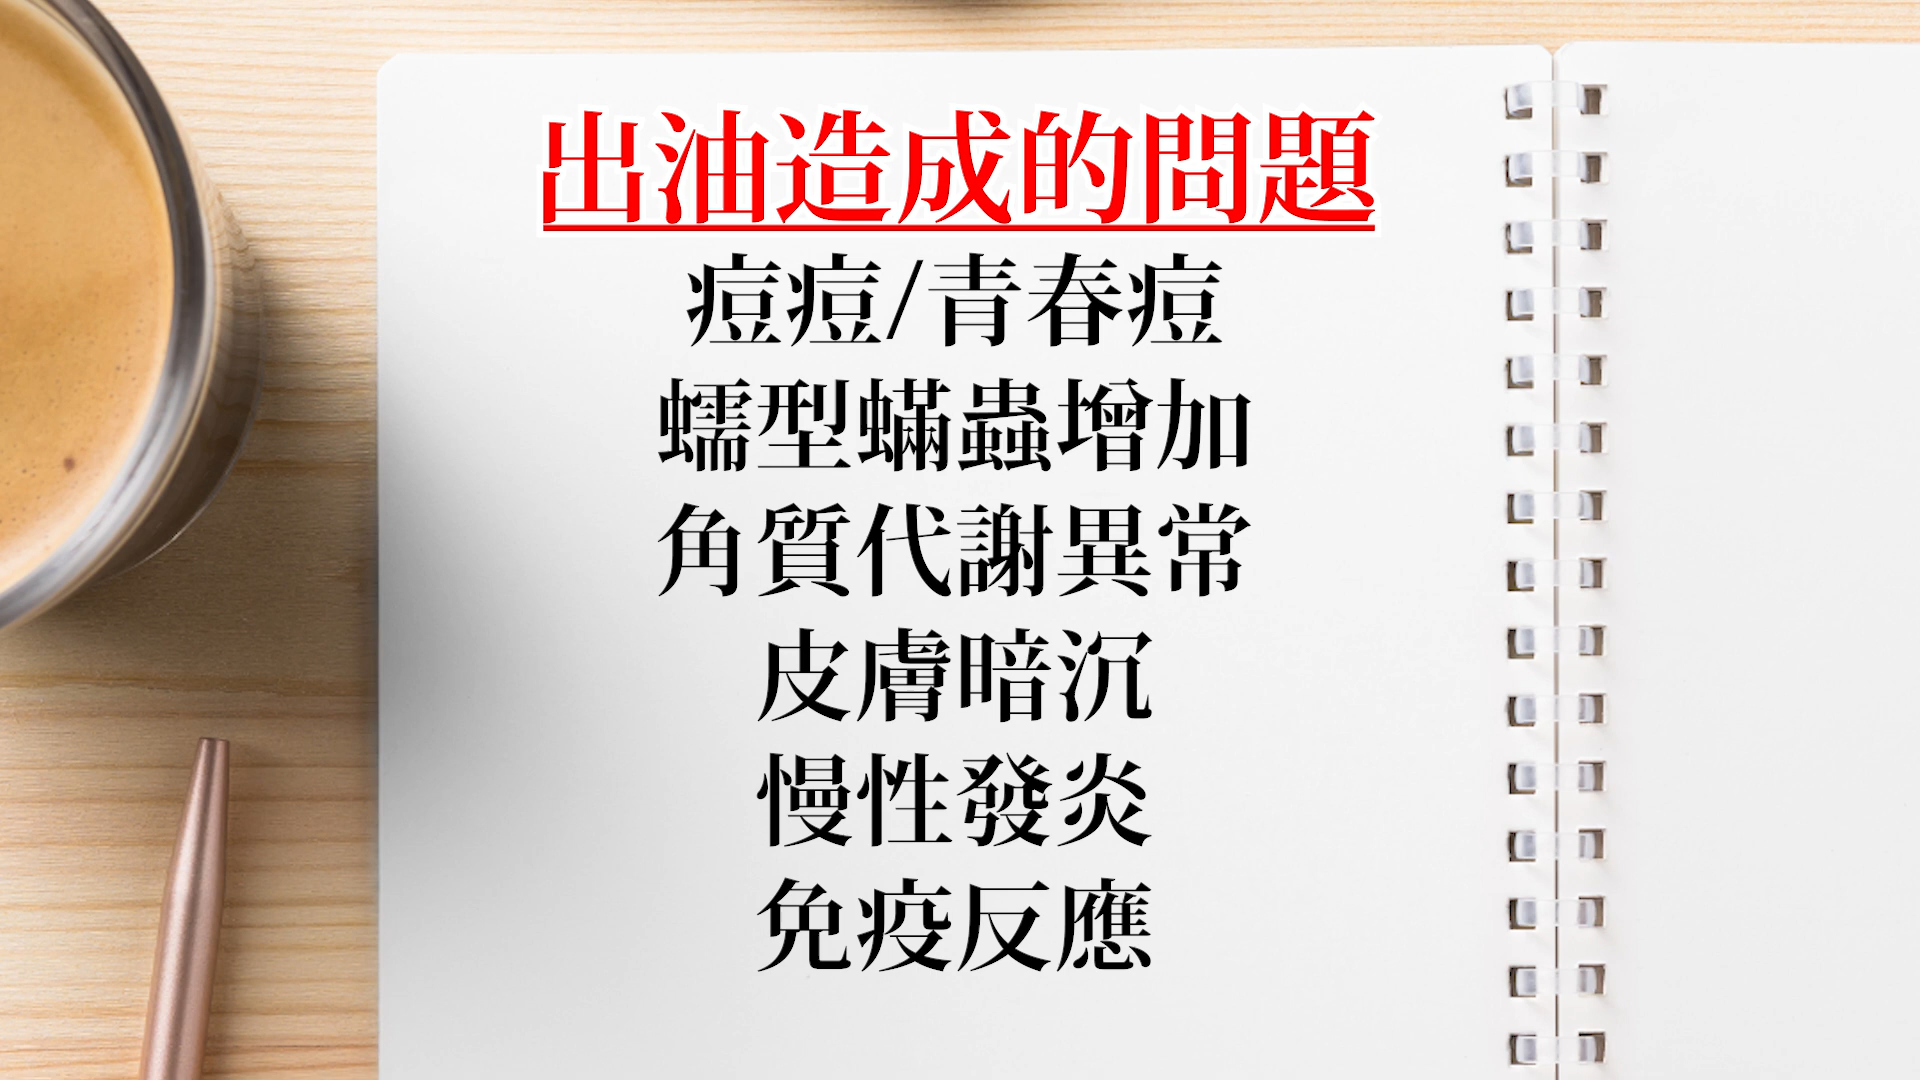 出油造成的問題
痘痘/青春痘
蠕型蟎蟲增加
角質代謝異常
皮膚暗沉
慢性發炎
免疫反應